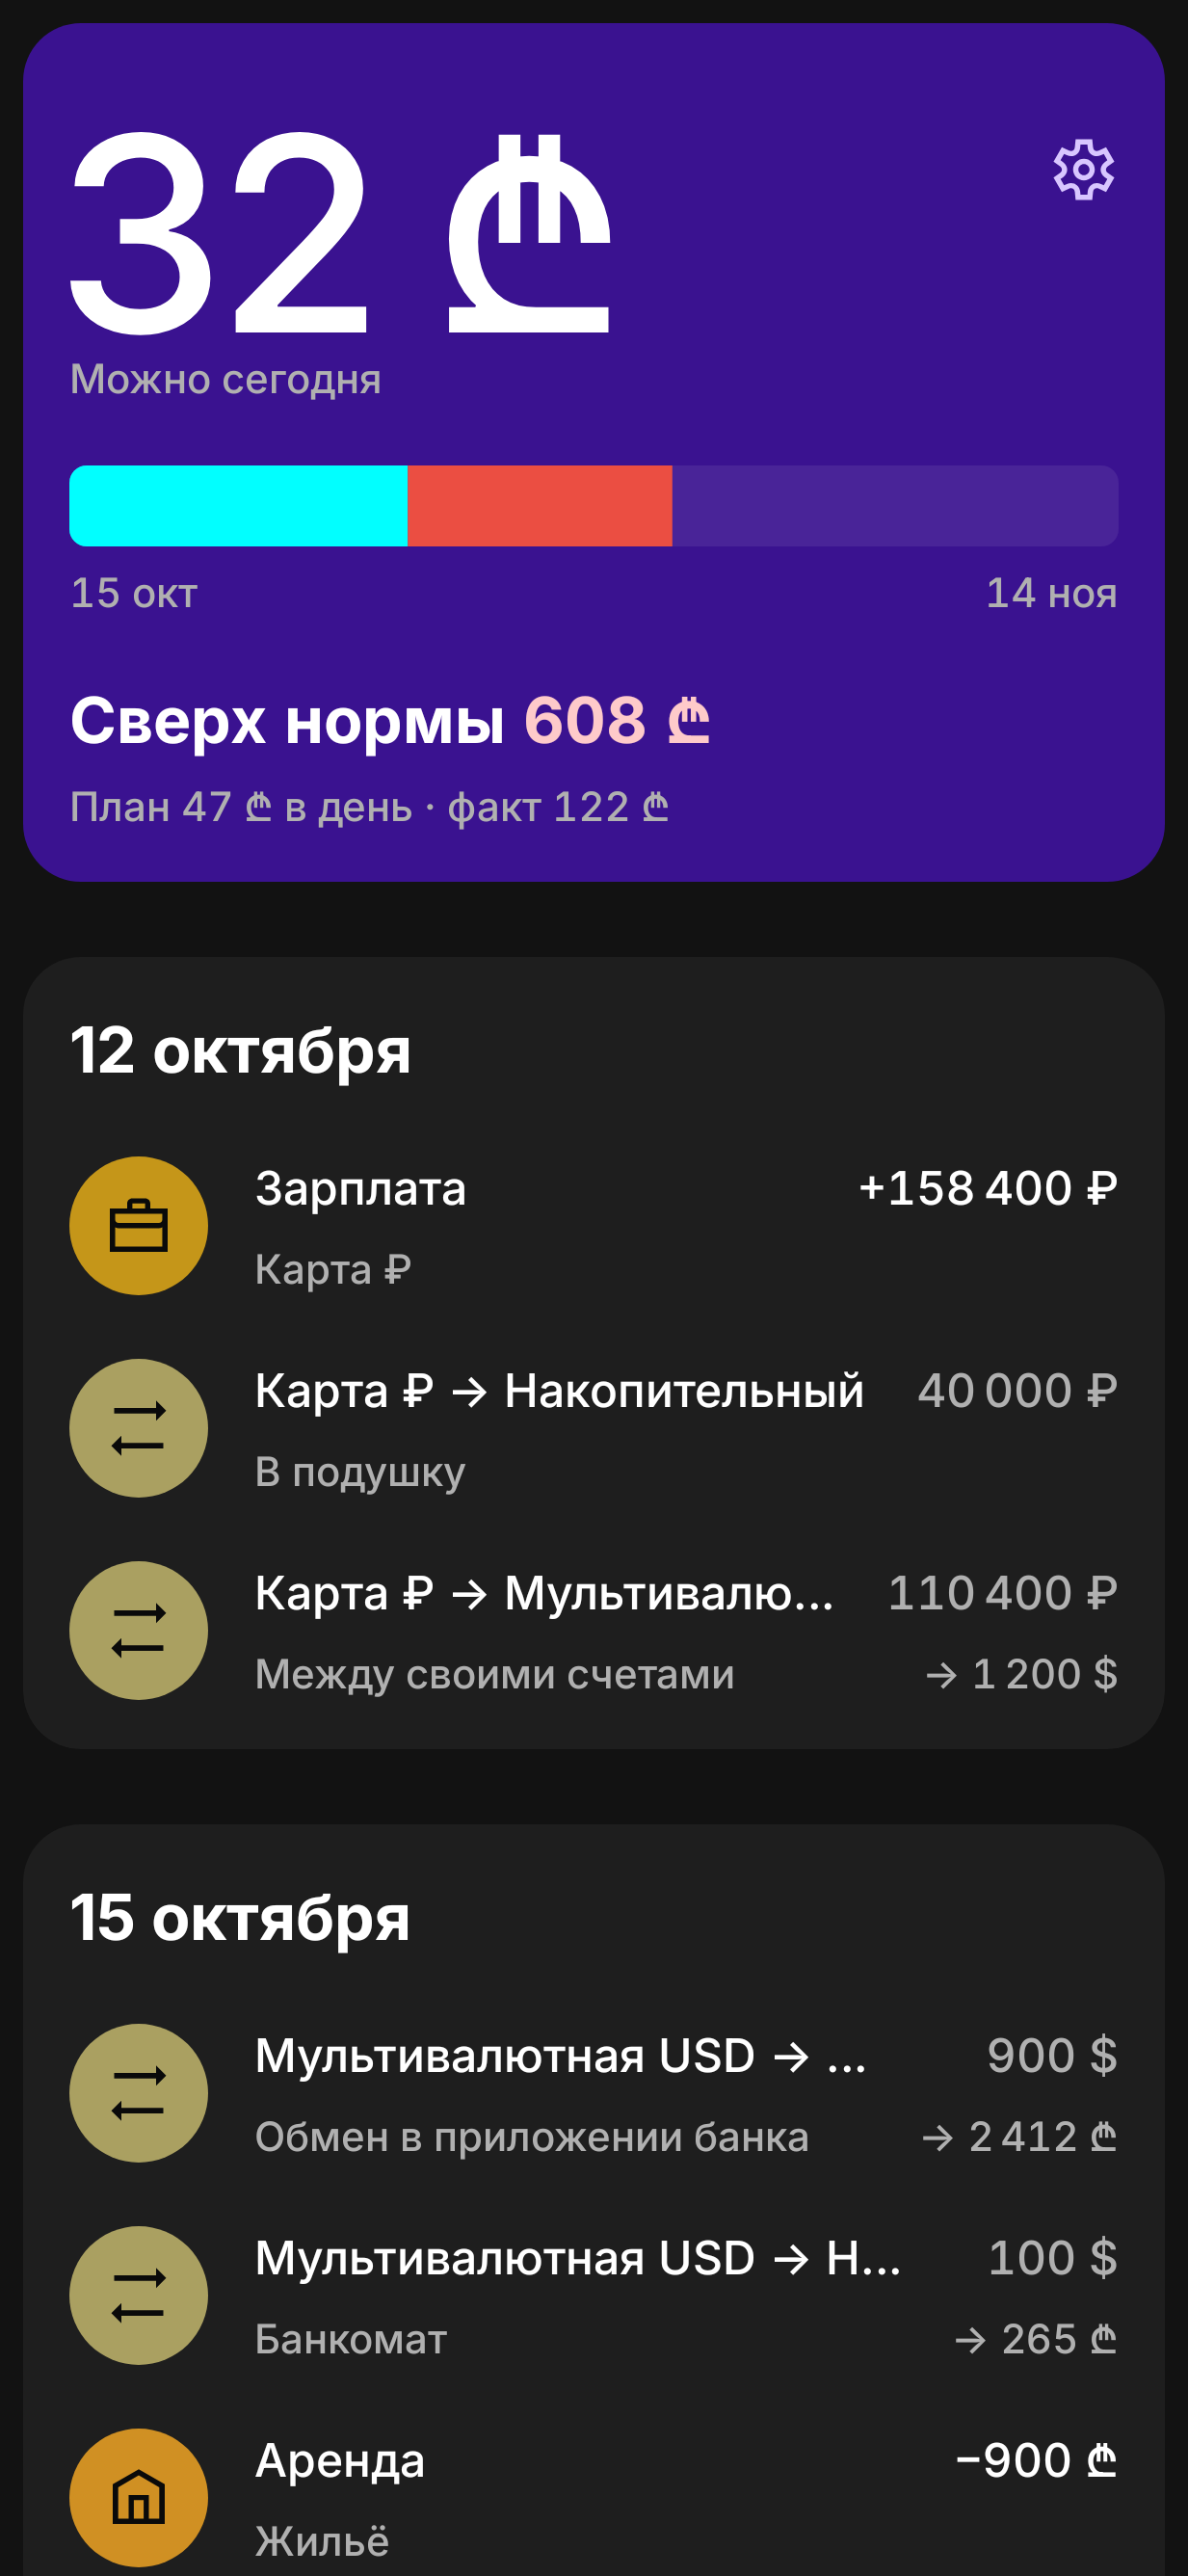 32 ₾
Можно сегодня
15 окт 14 ноя
Сверх нормы 608 ₾
План 47 ₾ в день · факт 122 ₾
12 октября
Зарплата +158 400 ₽
Карта ₽
Карта ₽ → Накопительный 40 000 ₽
В подушку
Карта ₽ → Мультивалю... 110 400 ₽
Между своими счетами → 1 200 $
15 октября
Мультивалютная USD → ... 900 $
Обмен в приложении банка → 2 412 ₾
Мультивалютная USD → Н... 100 $
Банкомат → 265 ₾
Аренда −900 ₾
Жильё